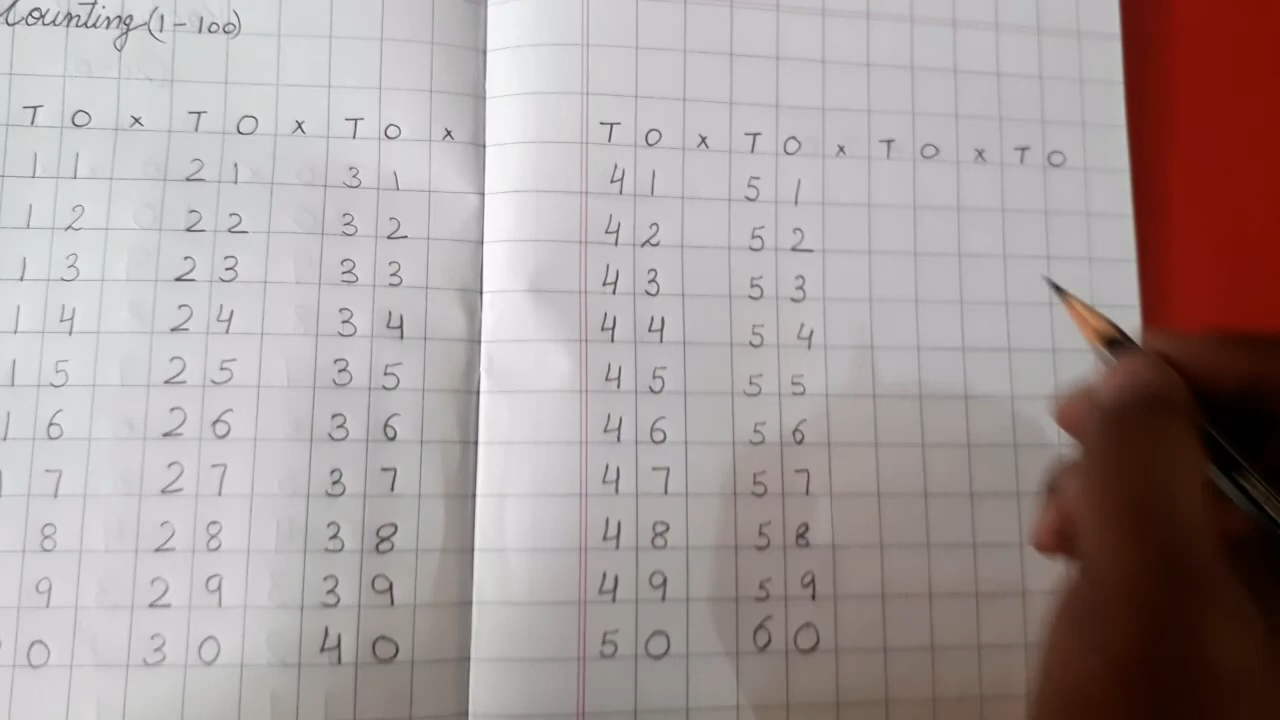 Counting (1-100)
T O x T O x T O x T O x T O x T O x T O
1 1 2 1 3 1 4 1 5 1
1 2 2 2 3 2 4 2 5 2
1 3 2 3 3 3 4 3 5 3
1 4 2 4 3 4 4 4 5 4
1 5 2 5 3 5 4 5 5 5
1 6 2 6 3 6 4 6 5 6
1 7 2 7 3 7 4 7 5 7
8 2 8 3 8 4 8 5 8
9 2 9 3 9 4 9 5 9
0 3 0 4 0 5 0 6 0